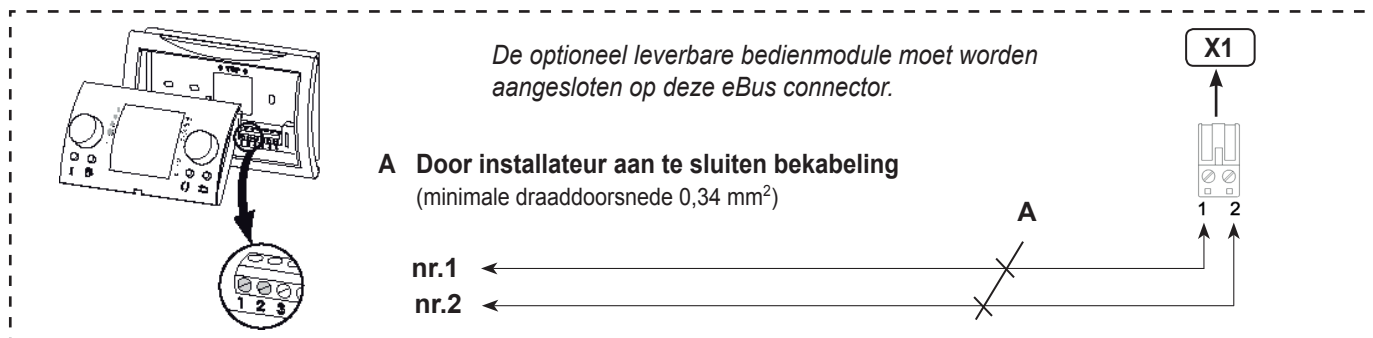 De optioneel leverbare bedienmodule moet worden
aangesloten op deze eBus connector.
X1
A Door installateur aan te sluiten bekabeling
(minimale draaddoorsnede 0,34 mm²)
A
1 2
nr.1
nr.2
1 2 3